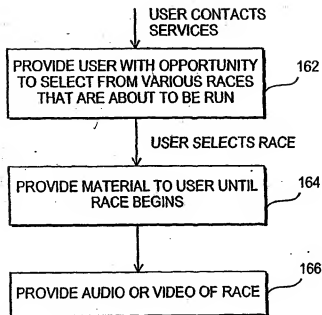 USER CONTACTS
SERVICES
PROVIDE USER WITH OPPORTUNITY
TO SELECT FROM VARIOUS RACES
THAT ARE ABOUT TO BE RUN
162
USER SELECTS RACE
PROVIDE MATERIAL TO USER UNTIL
RACE BEGINS
164
166
PROVIDE AUDIO OR VIDEO OF RACE